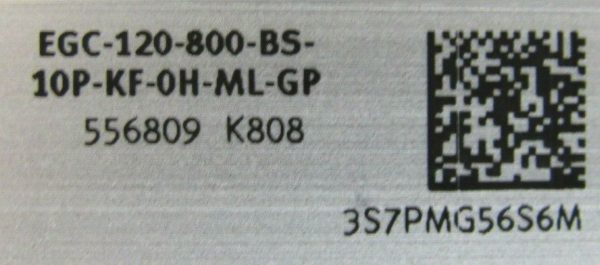 EGC-120-800-BS-
10P-KF-0H-ML-GP
556809 K808
3S7PMG56S6M